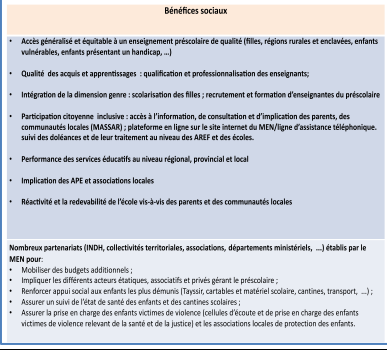 Bénéfices sociaux
• Accès généralisé et équitable à un enseignement préscolaire de qualité (filles, régions rurales et enclavées, enfants
vulnérables, enfants présentant un handicap, ...)
• Qualité des acquis et apprentissages : qualification et professionnalisation des enseignants;
• Intégration de la dimension genre : scolarisation des filles ; recrutement et formation d'enseignantes du préscolaire
• Participation citoyenne inclusive : accès à l'information, de consultation et d'implication des parents, des
communautés locales (MASSAR) ; plateforme en ligne sur le site internet du MEN/ligne d'assistance téléphonique.
suivi des doléances et de leur traitement au niveau des AREF et des écoles.
• Performance des services éducatifs au niveau régional, provincial et local
• Implication des APE et associations locales
• Réactivité et la redevabilité de l'école vis-à-vis des parents et des communautés locales
Nombreux partenariats (INDH, collectivités territoriales, associations, départements ministériels, ...) établis par le
MEN pour:
• Mobiliser des budgets additionnels ;
• Impliquer les différents acteurs étatiques, associatifs et privés gérant le préscolaire ;
• Renforcer appui social aux enfants les plus démunis (Tayssir, cartables et matériel scolaire, cantines, transport, ...) ;
• Assurer un suivi de l'état de santé des enfants et des cantines scolaires ;
• Assurer la prise en charge des enfants victimes de violence (cellules d'écoute et de prise en charge des enfants
victimes de violence relevant de la santé et de la justice) et les associations locales de protection des enfants.